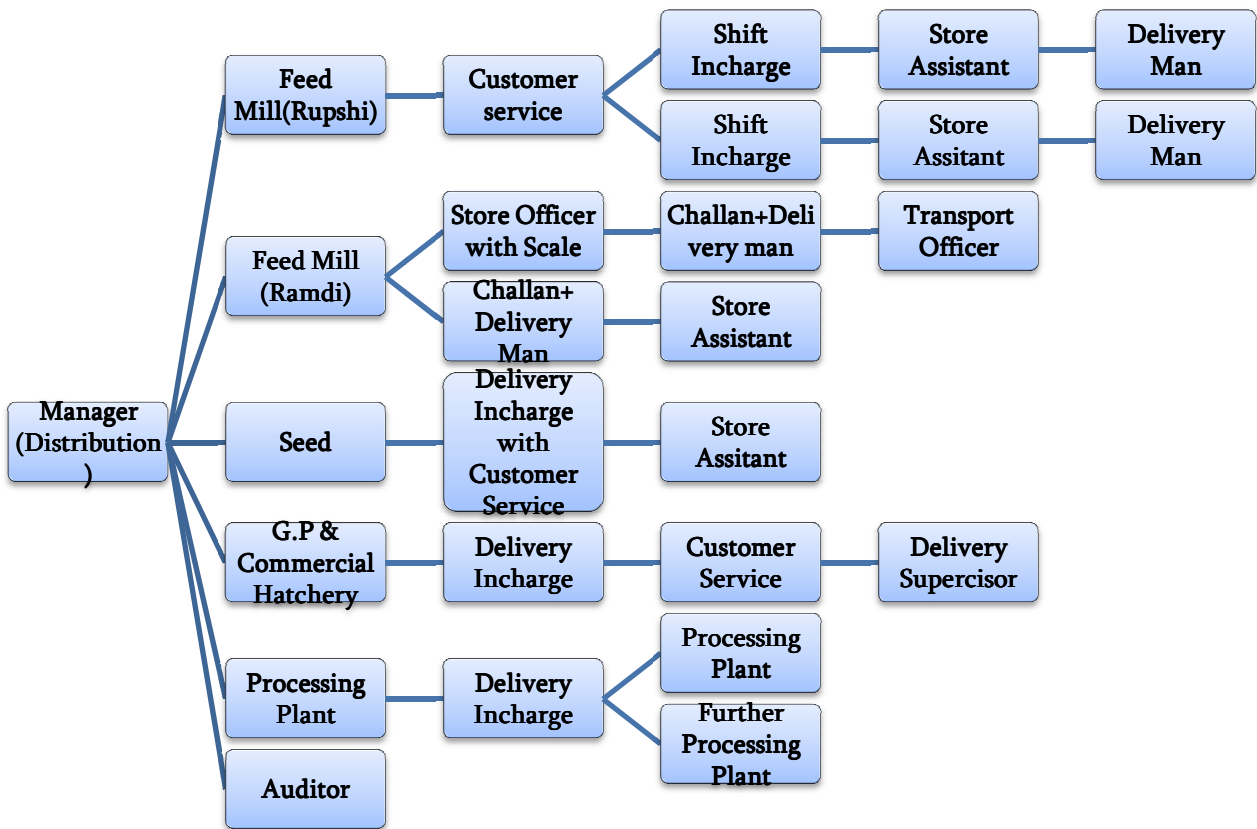 Manager
(Distribution
)
Feed
Mill(Rupshi)
Customer
service
Shift
Incharge
Store
Assistant
Delivery
Man
Shift
Incharge
Store
Assitant
Delivery
Man
Feed Mill
(Ramdi)
Store Officer
with Scale
Challan+Deli
very man
Transport
Officer
Challan+
Delivery
Man
Store
Assistant
Seed
Delivery
Incharge
with
Customer
Service
Store
Assitant
G.P &
Commercial
Hatchery
Delivery
Incharge
Customer
Service
Delivery
Supercisor
Processing
Plant
Delivery
Incharge
Processing
Plant
Further
Processing
Plant
Auditor